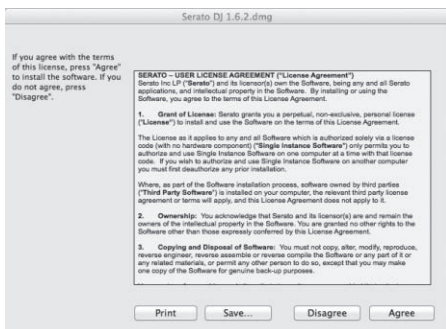 Serato DJ 1.6.2.dmg
If you agree with the terms
of this license, press "Agree"
to install the software. If you
do not agree, press
"Disagree".
SERATO – USER LICENSE AGREEMENT ("License Agreement")
Serato Inc LP ("Serato") and its licensor(s) own the Software, being any and all Serato
applications, and intellectual property in the Software. By installing or using the
Software, you agree to the terms of this License Agreement.
1. Grant of License: Serato grants you a perpetual, non-exclusive, personal license
("License") to install and use the Software on the terms of this License Agreement.
The License as it applies to any and all Software which is authorized solely via a license
code (with no hardware component) ("Single Instance Software") only permits you to
authorize and use Single Instance Software on one computer at a time with that license
code. If you wish to authorize and use Single Instance Software on another computer
you must first deauthorize any prior installation.
Where, as part of the Software installation process, software owned by third parties
("Third Party Software") is installed on your computer, the relevant third party license
agreement or terms will apply, and this License Agreement does not apply to it.
2. Ownership: You acknowledge that Serato and its licensor(s) are and remain the
owners of the intellectual property in the Software. You are granted no other rights to the
Software other than those expressly conferred by this License Agreement.
3. Copying and Disposal of Software: You must not copy, alter, modify, reproduce,
reverse engineer, reverse assemble or reverse compile the Software or any part of it or
any related materials, or permit any other person to do so, except that you may make
one copy of the Software for genuine back-up purposes.
Print Save... Disagree Agree